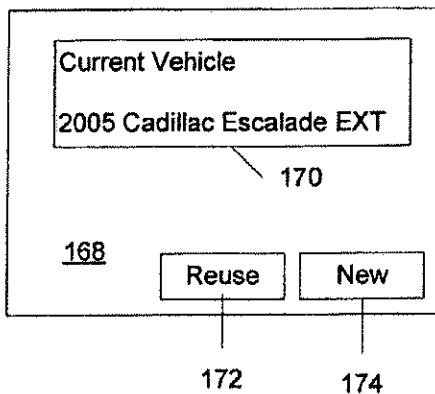 Current Vehicle
2005 Cadillac Escalade EXT
170
168
Reuse New
172 174